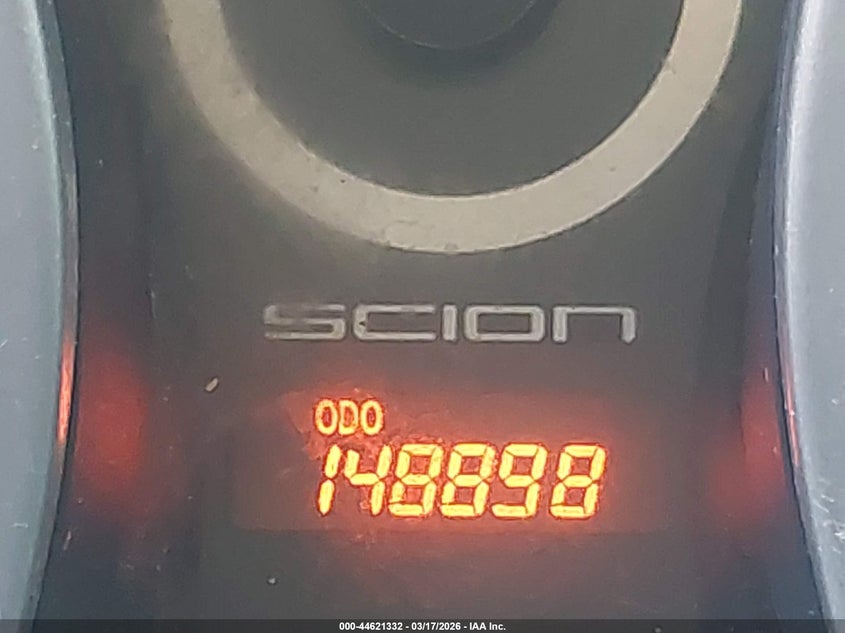 SCION
ODO
148898
000-44621332 - 03/17/2026 - IAA Inc.